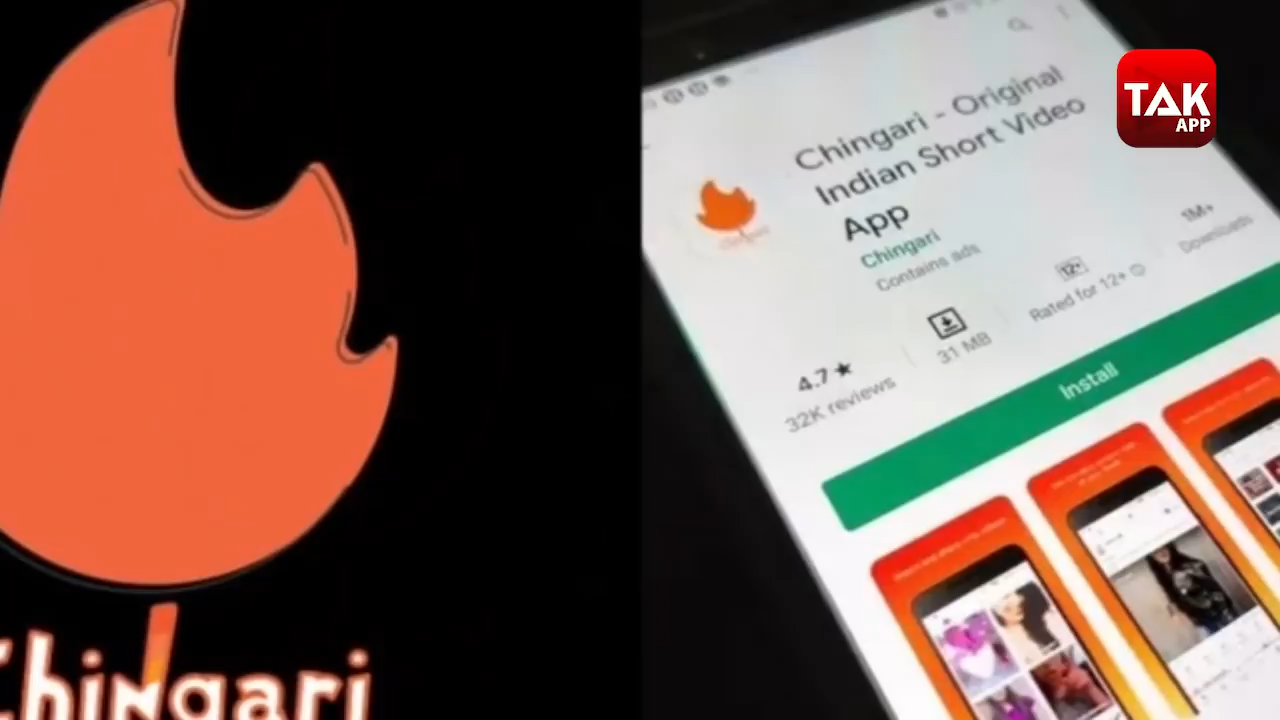 Chingari
Chingari - Original
Indian Short Video
App
Chingari
Contains ads
4.7★
32K reviews
31 MB
12+
Rated for 12+
1M+
Downloads
Install
TAK
APP